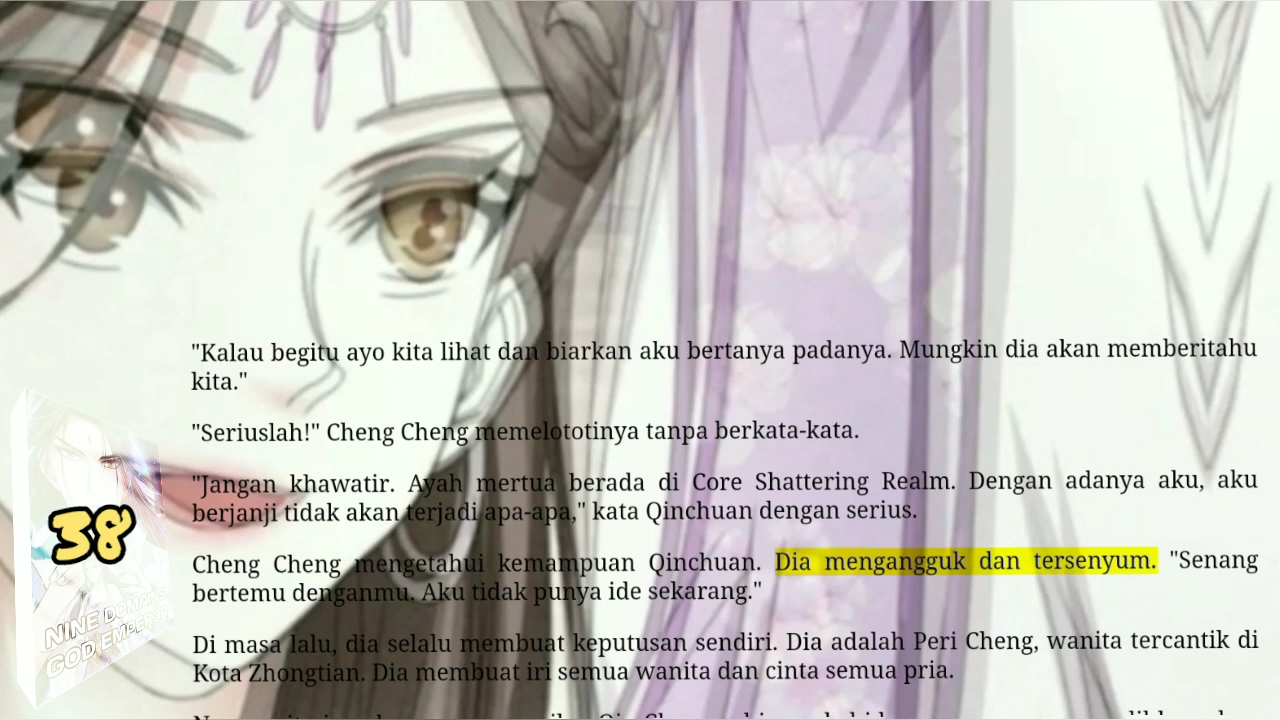 "Kalau begitu ayo kita lihat dan biarkan aku bertanya padanya. Mungkin dia akan memberitahu
kita."
"Seriuslah!" Cheng Cheng memelototinya tanpa berkata-kata.
"Jangan khawatir. Ayah mertua berada di Core Shattering Realm. Dengan adanya aku, aku
berjanji tidak akan terjadi apa-apa," kata Qinchuan dengan serius.
Cheng Cheng mengetahui kemampuan Qinchuan. Dia mengangguk dan tersenyum. "Senang
bertemu denganmu. Aku tidak punya ide sekarang."
Di masa lalu, dia selalu membuat keputusan sendiri. Dia adalah Peri Cheng, wanita tercantik di
Kota Zhongtian. Dia membuat iri semua wanita dan cinta semua pria.
38
NINE DOMAINS
GOD EMPEROR